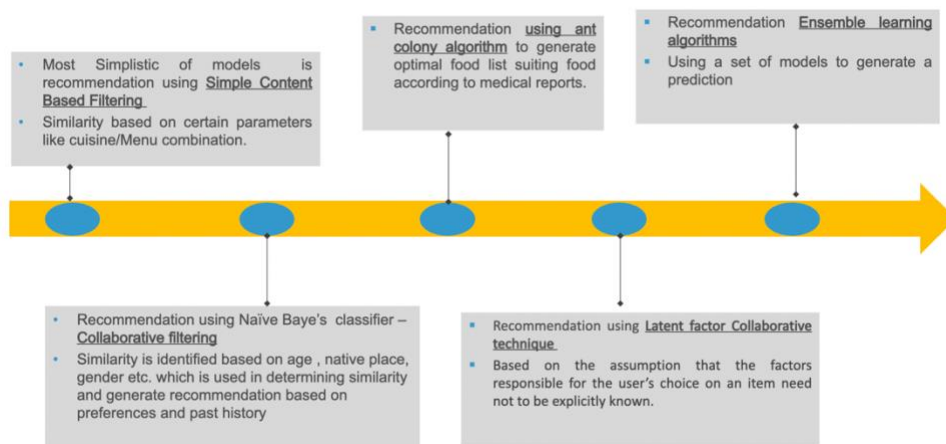 • Most Simplistic of models is
recommendation using Simple Content
Based Filtering
• Similarity based on certain parameters
like cuisine/Menu combination.
▪ Recommendation using ant
colony algorithm to generate
optimal food list suiting food
according to medical reports.
▪ Recommendation Ensemble learning
algorithms
▪ Using a set of models to generate a
prediction
• Recommendation using Naïve Baye's classifier –
Collaborative filtering
• Similarity is identified based on age , native place,
gender etc. which is used in determining similarity
and generate recommendation based on
preferences and past history
▪ Recommendation using Latent factor Collaborative
technique
▪ Based on the assumption that the factors
responsible for the user's choice on an item need
not to be explicitly known.